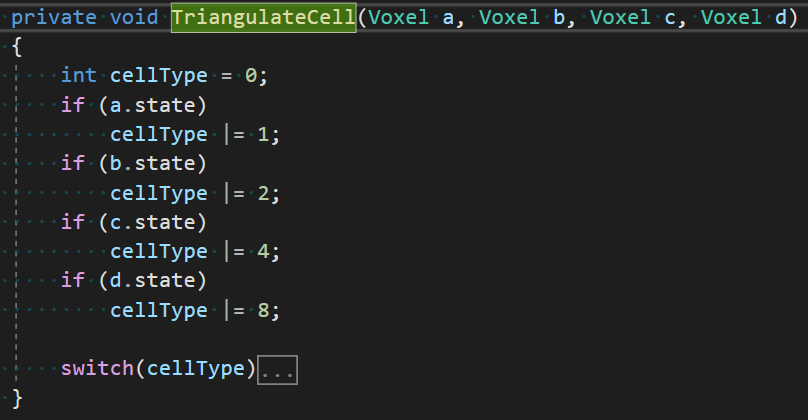 private void TriangulateCell(Voxel a, Voxel b, Voxel c, Voxel d)
{
int cellType = 0;
if (a.state)
cellType |= 1;
if (b.state)
cellType |= 2;
if (c.state)
cellType |= 4;
if (d.state)
cellType |= 8;
switch(cellType)...
}